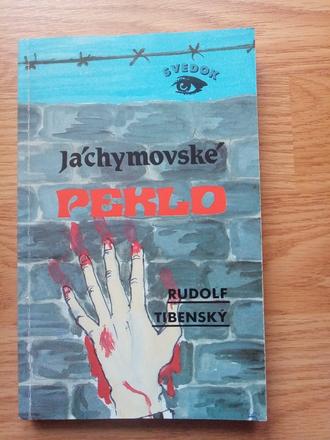 SVEDOK
Jáchymovské
PEKLO
RUDOLF
TIBENSKÝ